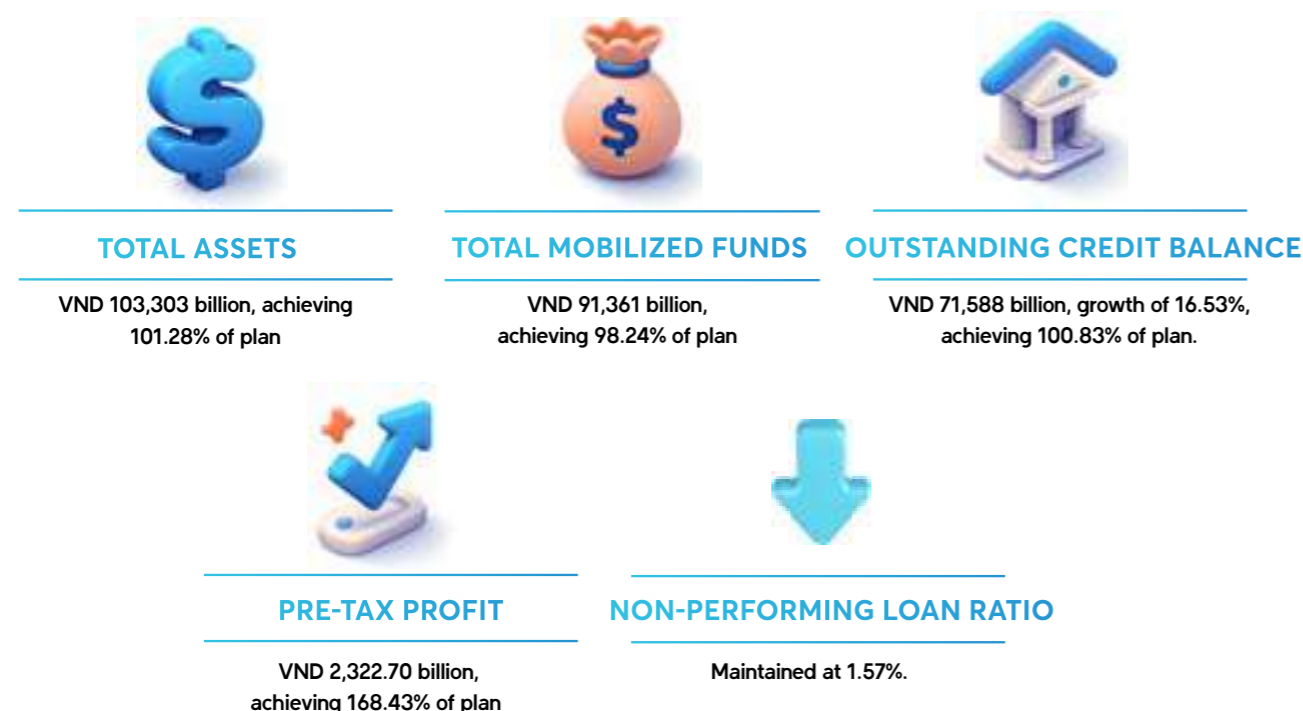 $
TOTAL ASSETS
VND 103,303 billion, achieving
101.28% of plan
$
TOTAL MOBILIZED FUNDS
VND 91,361 billion,
achieving 98.24% of plan
OUTSTANDING CREDIT BALANCE
VND 71,588 billion, growth of 16.53%,
achieving 100.83% of plan.
PRE-TAX PROFIT
VND 2,322.70 billion,
achieving 168.43% of plan
NON-PERFORMING LOAN RATIO
Maintained at 1.57%.